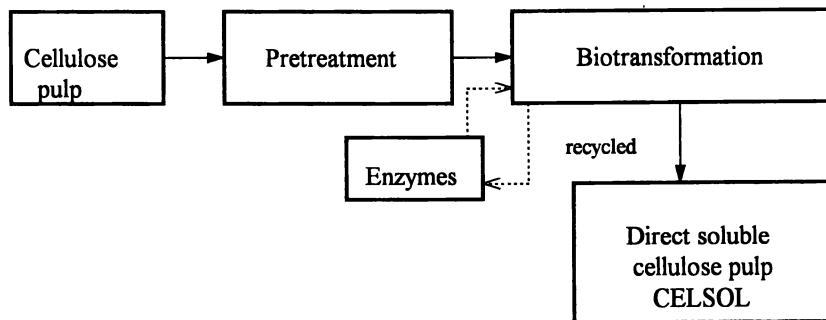 Cellulose
pulp
Pretreatment
Biotransformation
Enzymes
recycled
Direct soluble
cellulose pulp
CELSOL